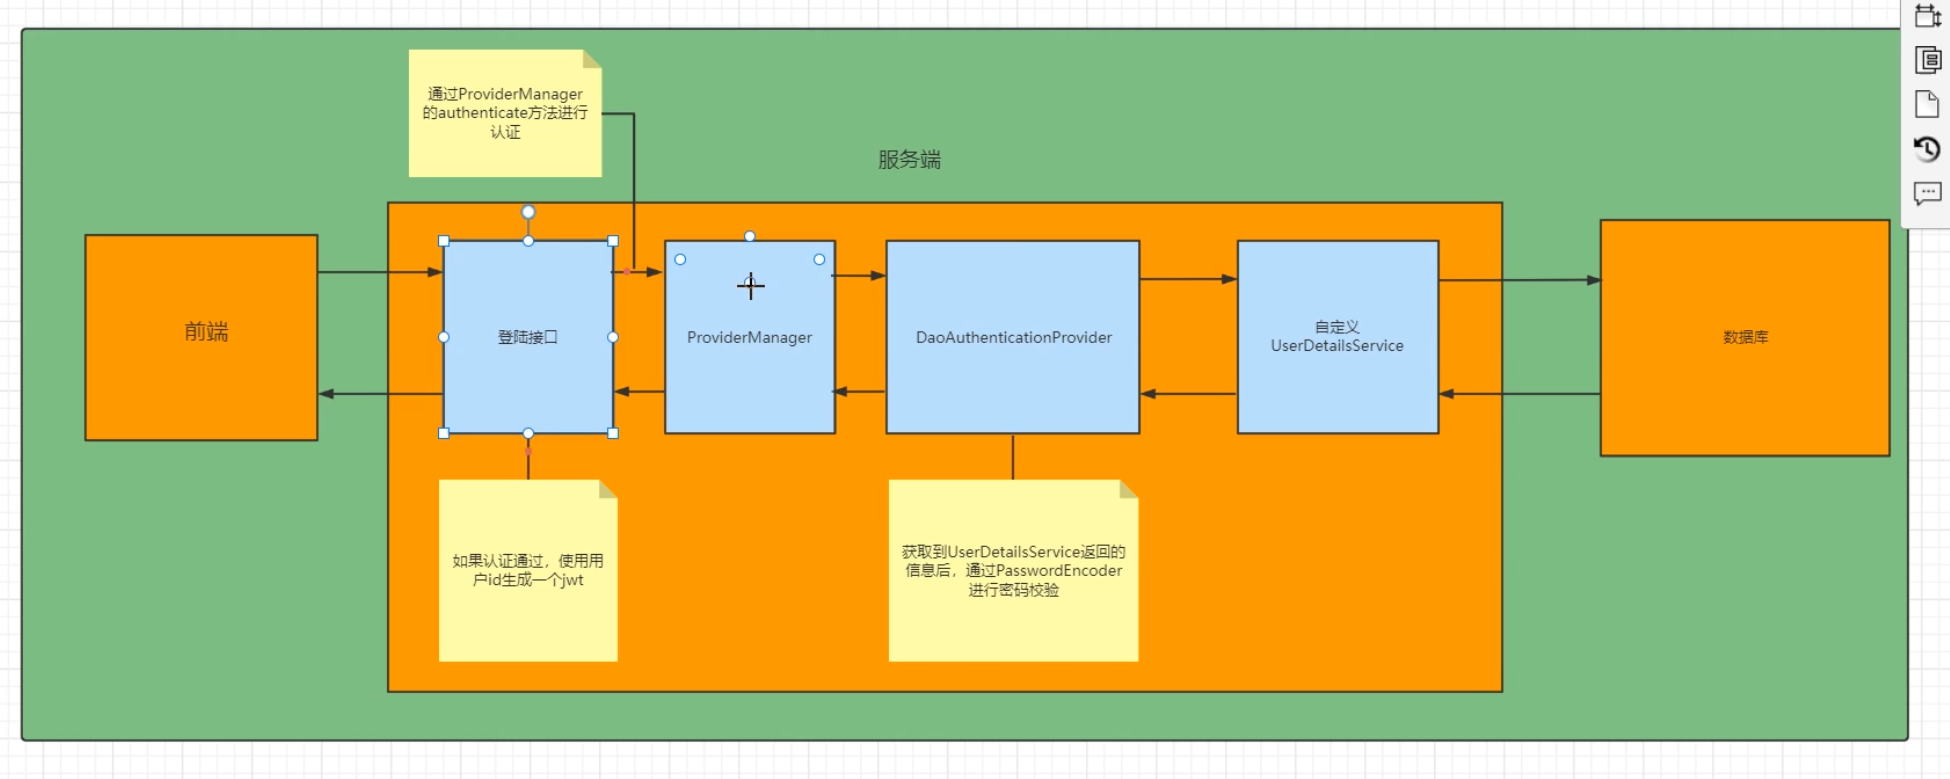 通过ProviderManager
的authenticate方法进行
认证
服务端
前端
登陆接口
ProviderManager
DaoAuthenticationProvider
自定义
UserDetailsService
数据库
如果认证通过，使用用
户id生成一个jwt
获取到UserDetailsService返回的
信息后，通过PasswordEncoder
进行密码校验